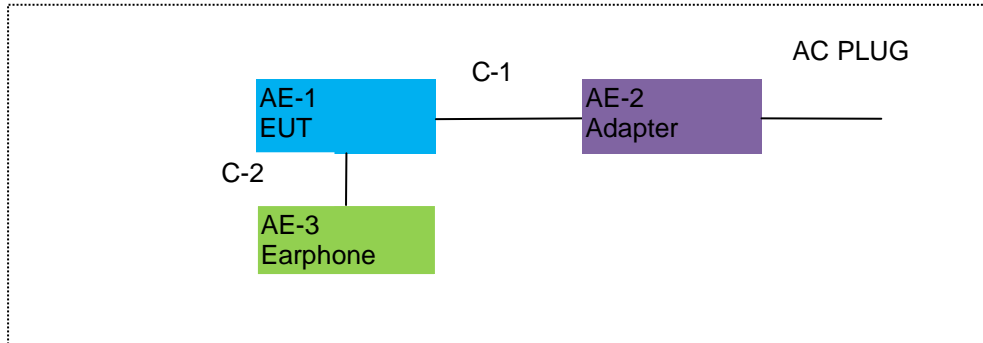 AC PLUG
C-1
AE-1
EUT
AE-2
Adapter
C-2
AE-3
Earphone